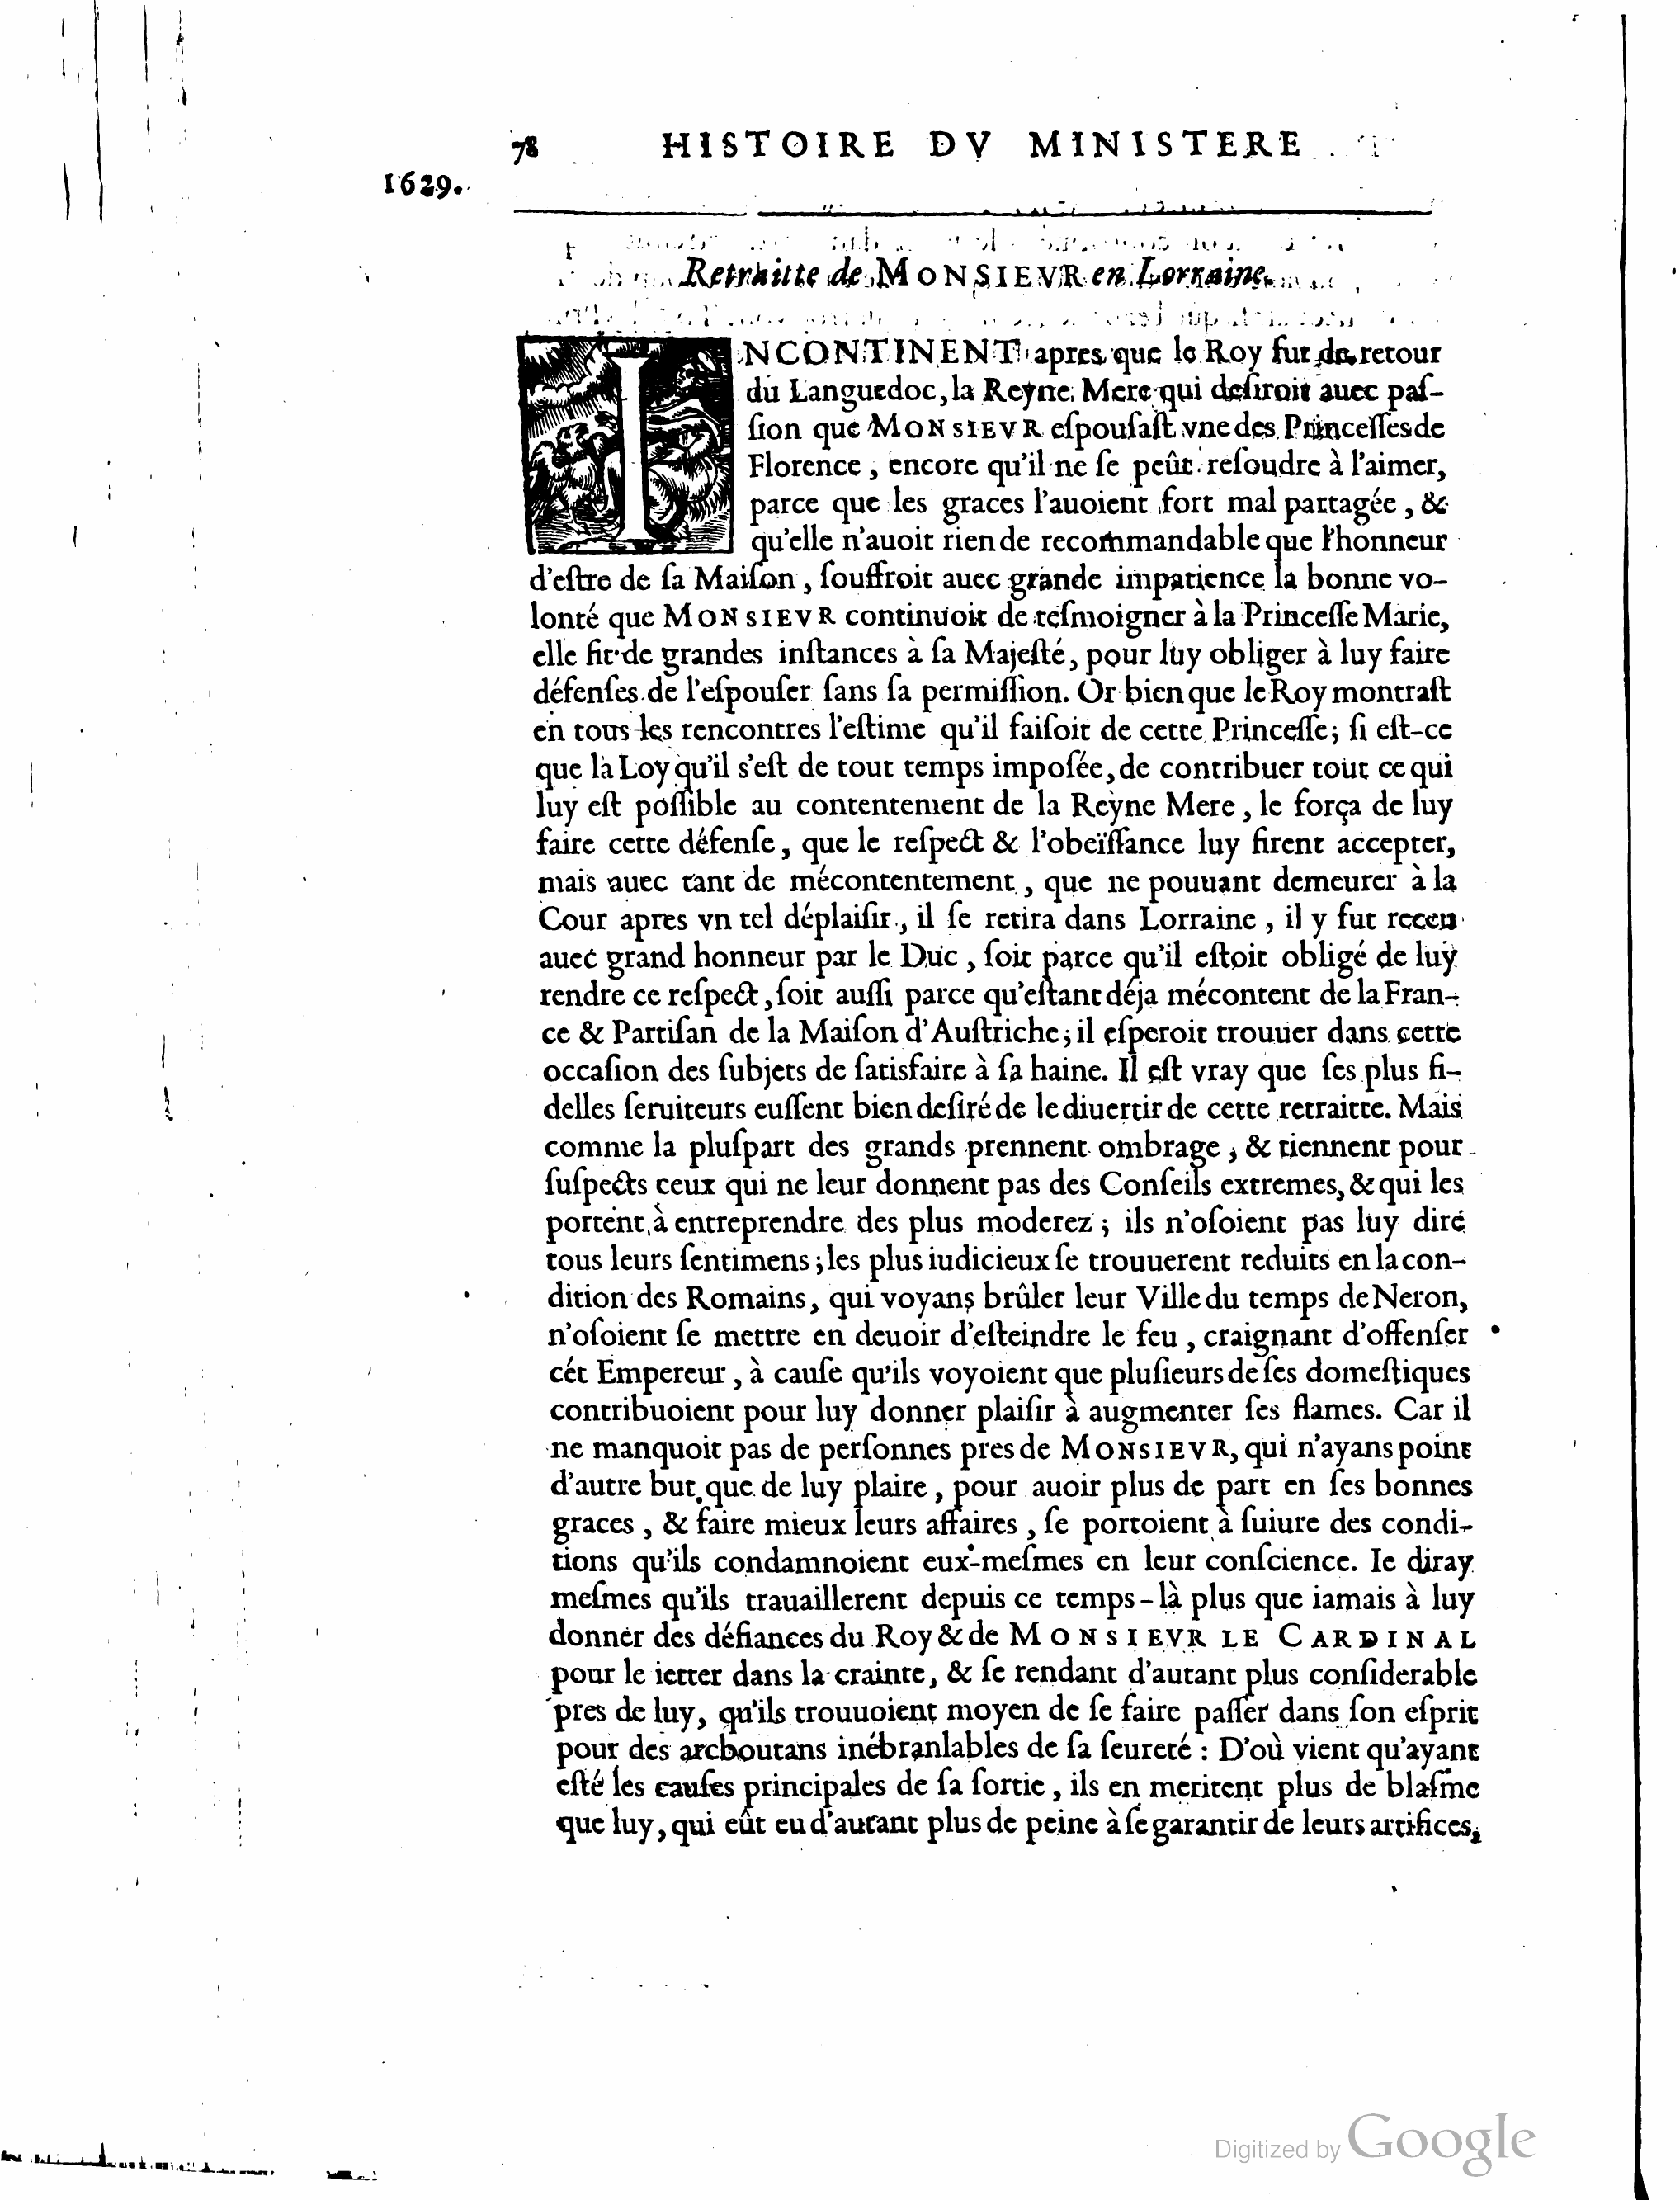 78 HISTOIRE DV MINISTERE
1629.
Retraitte de MONSIEVR en Lorraine.
INCONTINENT apres que le Roy fut de retour
du Languedoc, la Reyne Mere qui deſiroit auec paſ-
ſion que MONSIEVR eſpouſaſt vne des Princeſſes de
Florence, encore qu'il ne ſe peût reſoudre à l'aimer,
parce que les graces l'auoient fort mal partagée, &
qu'elle n'auoit rien de recommandable que l'honneur
d'eſtre de ſa Maiſon, ſouffroit auec grande impatience la bonne vo-
lonté que MONSIEVR continuoit de teſmoigner à la Princeſſe Marie,
elle fit de grandes inſtances à ſa Majeſté, pour luy obliger à luy faire
défenſes de l'eſpouſer ſans ſa permiſſion. Or bien que le Roy montraſt
en tous les rencontres l'eſtime qu'il faiſoit de cette Princeſſe; ſi eſt-ce
que la Loy qu'il s'eſt de tout temps impoſée, de contribuer tout ce qui
luy eſt poſſible au contentement de la Reyne Mere, le força de luy
faire cette défenſe, que le reſpect & l'obeïſſance luy firent accepter,
mais auec tant de mécontentement, que ne pouuant demeurer à la
Cour apres vn tel déplaiſir, il ſe retira dans Lorraine, il y fut receu
auec grand honneur par le Duc, ſoit parce qu'il eſtoit obligé de luy
rendre ce reſpect, ſoit auſſi parce qu'eſtant déja mécontent de la Fran-
ce & Partiſan de la Maiſon d'Auſtriche; il eſperoit trouuer dans cette
occaſion des ſubjets de ſatisfaire à ſa haine. Il eſt vray que ſes plus fi-
delles ſeruiteurs euſſent bien deſiré de le diuertir de cette retraitte. Mais
comme la pluſpart des grands prennent ombrage, & tiennent pour
ſuſpects ceux qui ne leur donnent pas des Conſeils extremes, & qui les
portent à entreprendre des plus moderez; ils n'oſoient pas luy dire
tous leurs ſentimens; les plus iudicieux ſe trouuerent reduits en la con-
dition des Romains, qui voyans brûler leur Ville du temps de Neron,
n'oſoient ſe mettre en deuoir d'eſteindre le feu, craignant d'offenſer
cét Empereur, à cauſe qu'ils voyoient que pluſieurs de ſes domeſtiques
contribuoient pour luy donner plaiſir à augmenter ſes flames. Car il
ne manquoit pas de perſonnes pres de MONSIEVR, qui n'ayans point
d'autre but que de luy plaire, pour auoir plus de part en ſes bonnes
graces, & faire mieux leurs affaires, ſe portoient à ſuiure des condi-
tions qu'ils condamnoient eux-meſmes en leur conſcience. Ie diray
meſmes qu'ils trauaillerent depuis ce temps-là plus que iamais à luy
donner des défiances du Roy & de MONSIEVR LE CARDINAL
pour le ietter dans la crainte, & ſe rendant d'autant plus conſiderable
pres de luy, qu'ils trouuoient moyen de ſe faire paſſer dans ſon eſprit
pour des arcboutans inébranlables de ſa ſeureté : D'où vient qu'ayant
eſté les cauſes principales de ſa ſortie, ils en meritent plus de blaſme
que luy, qui eût eu d'autant plus de peine à ſe garantir de leurs artifices,
Digitized by Google